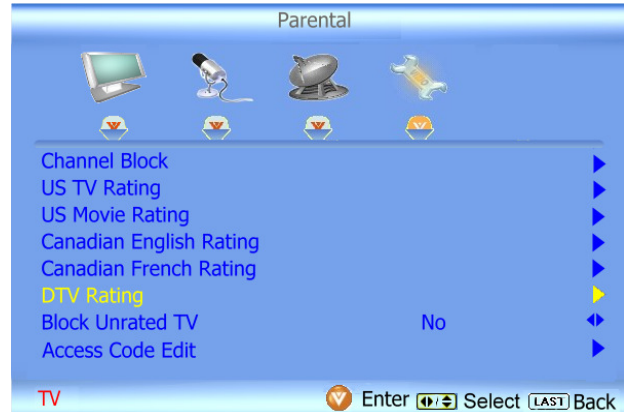 Parental
Channel Block
US TV Rating
US Movie Rating
Canadian English Rating
Canadian French Rating
DTV Rating
Block Unrated TV No
Access Code Edit
TV Enter Select LAST Back